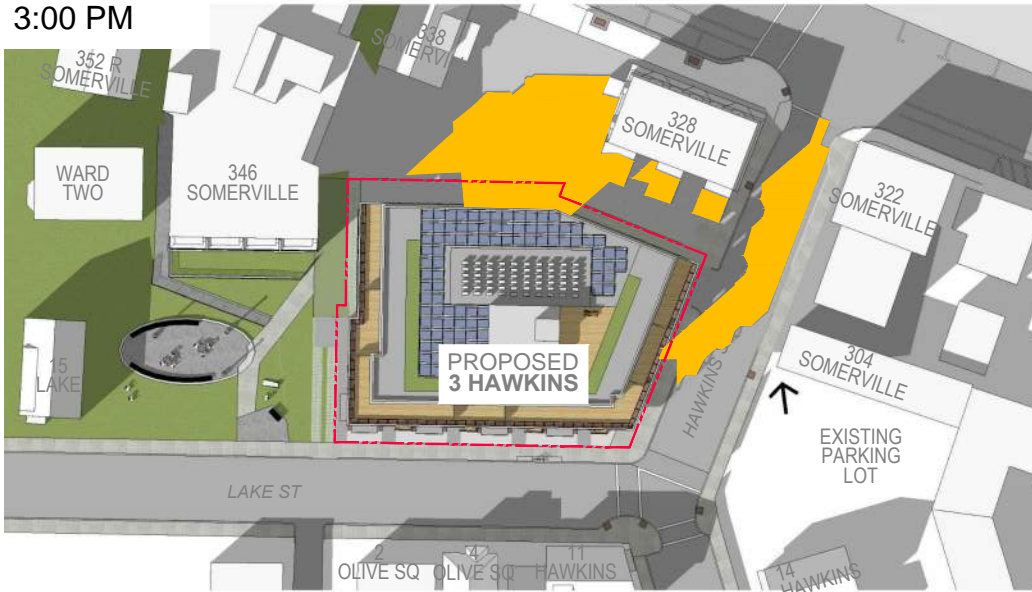 3:00 PM
338
SOMERVI
352 R
SOMERVILLE
328
SOMERVILLE
WARD
TWO
346
SOMERVILLE
322
SOMERVILLE
PROPOSED
3 HAWKINS
15
LAKE
304
SOMERVILLE
HAWKINS
EXISTING
PARKING
LOT
LAKE ST
2
OLIVE SQ
4
OLIVE SQ
11
HAWKINS
14
HAWKINS